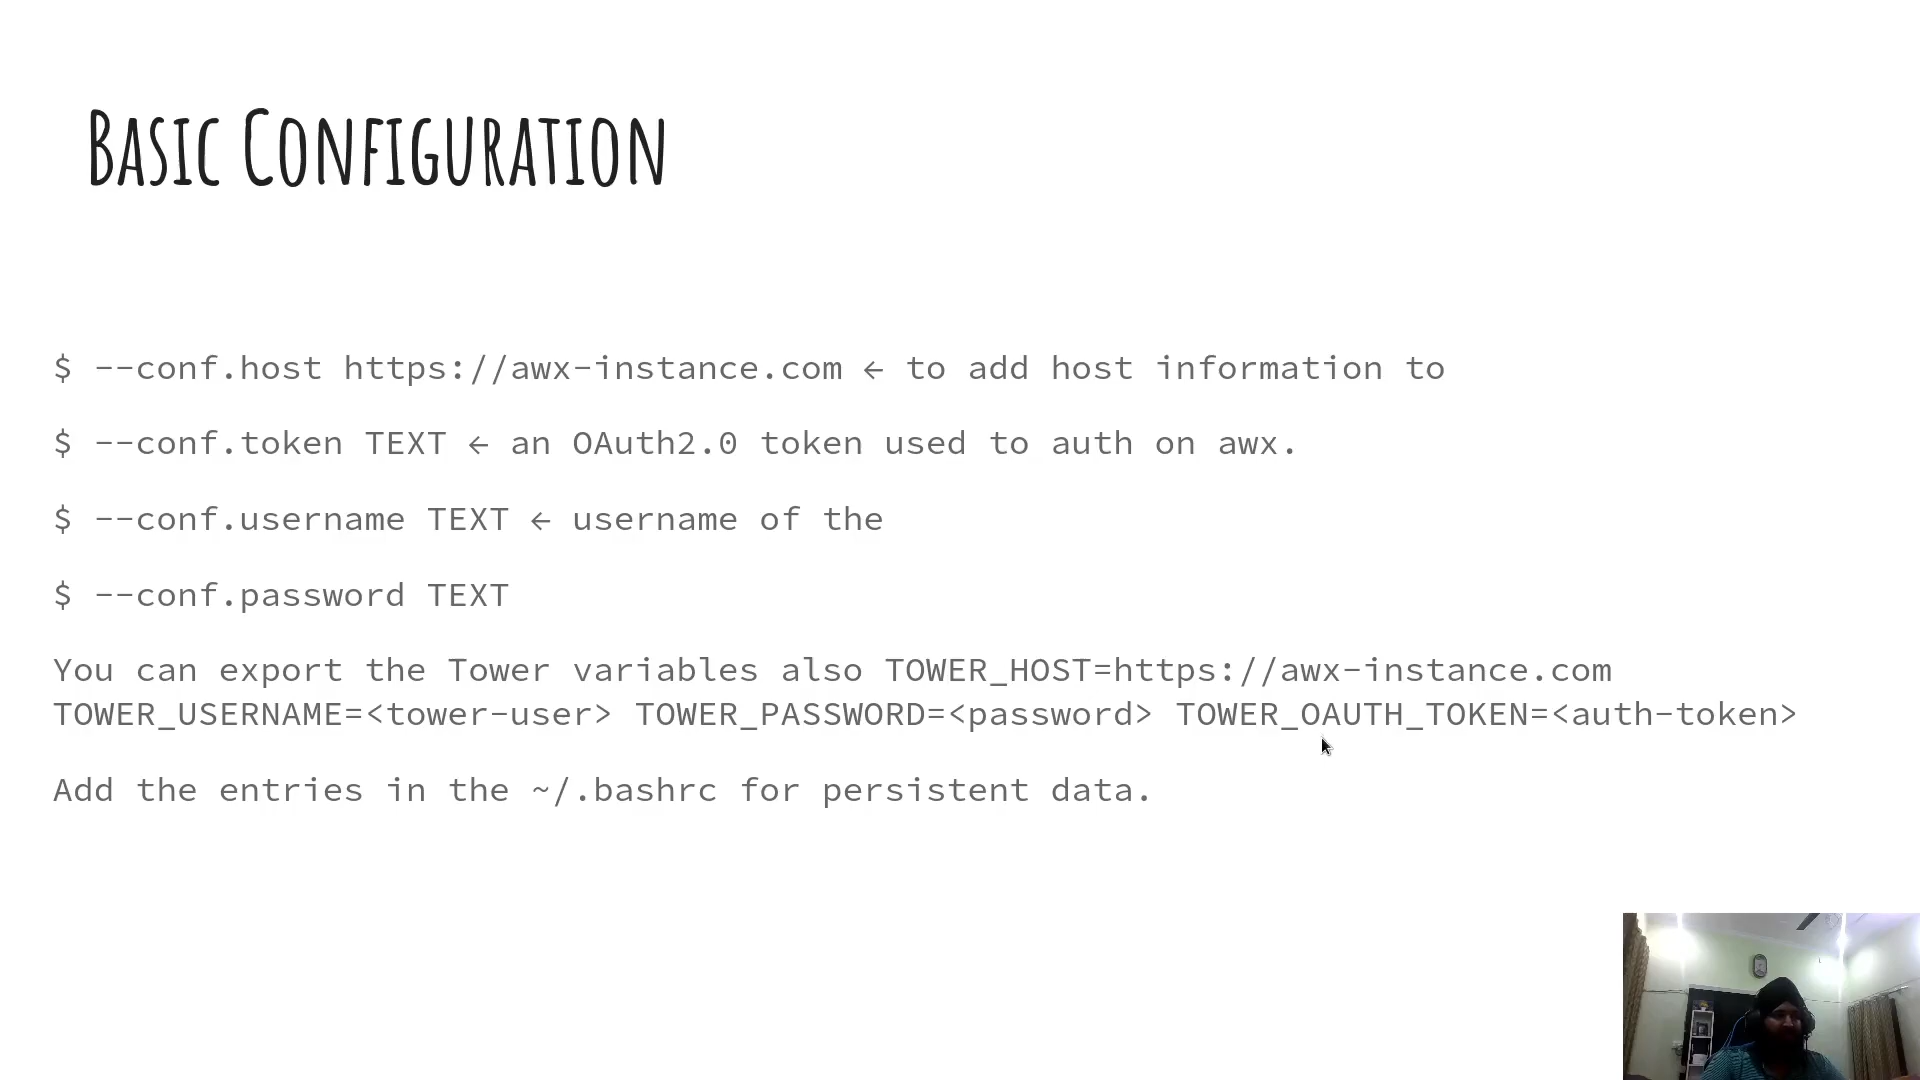 Basic Configuration
$ --conf.host https://awx-instance.com ← to add host information to
$ --conf.token TEXT ← an OAuth2.0 token used to auth on awx.
$ --conf.username TEXT ← username of the
$ --conf.password TEXT
You can export the Tower variables also TOWER_HOST=https://awx-instance.com
TOWER_USERNAME=<tower-user> TOWER_PASSWORD=<password> TOWER_OAUTH_TOKEN=<auth-token>
Add the entries in the ~/.bashrc for persistent data.